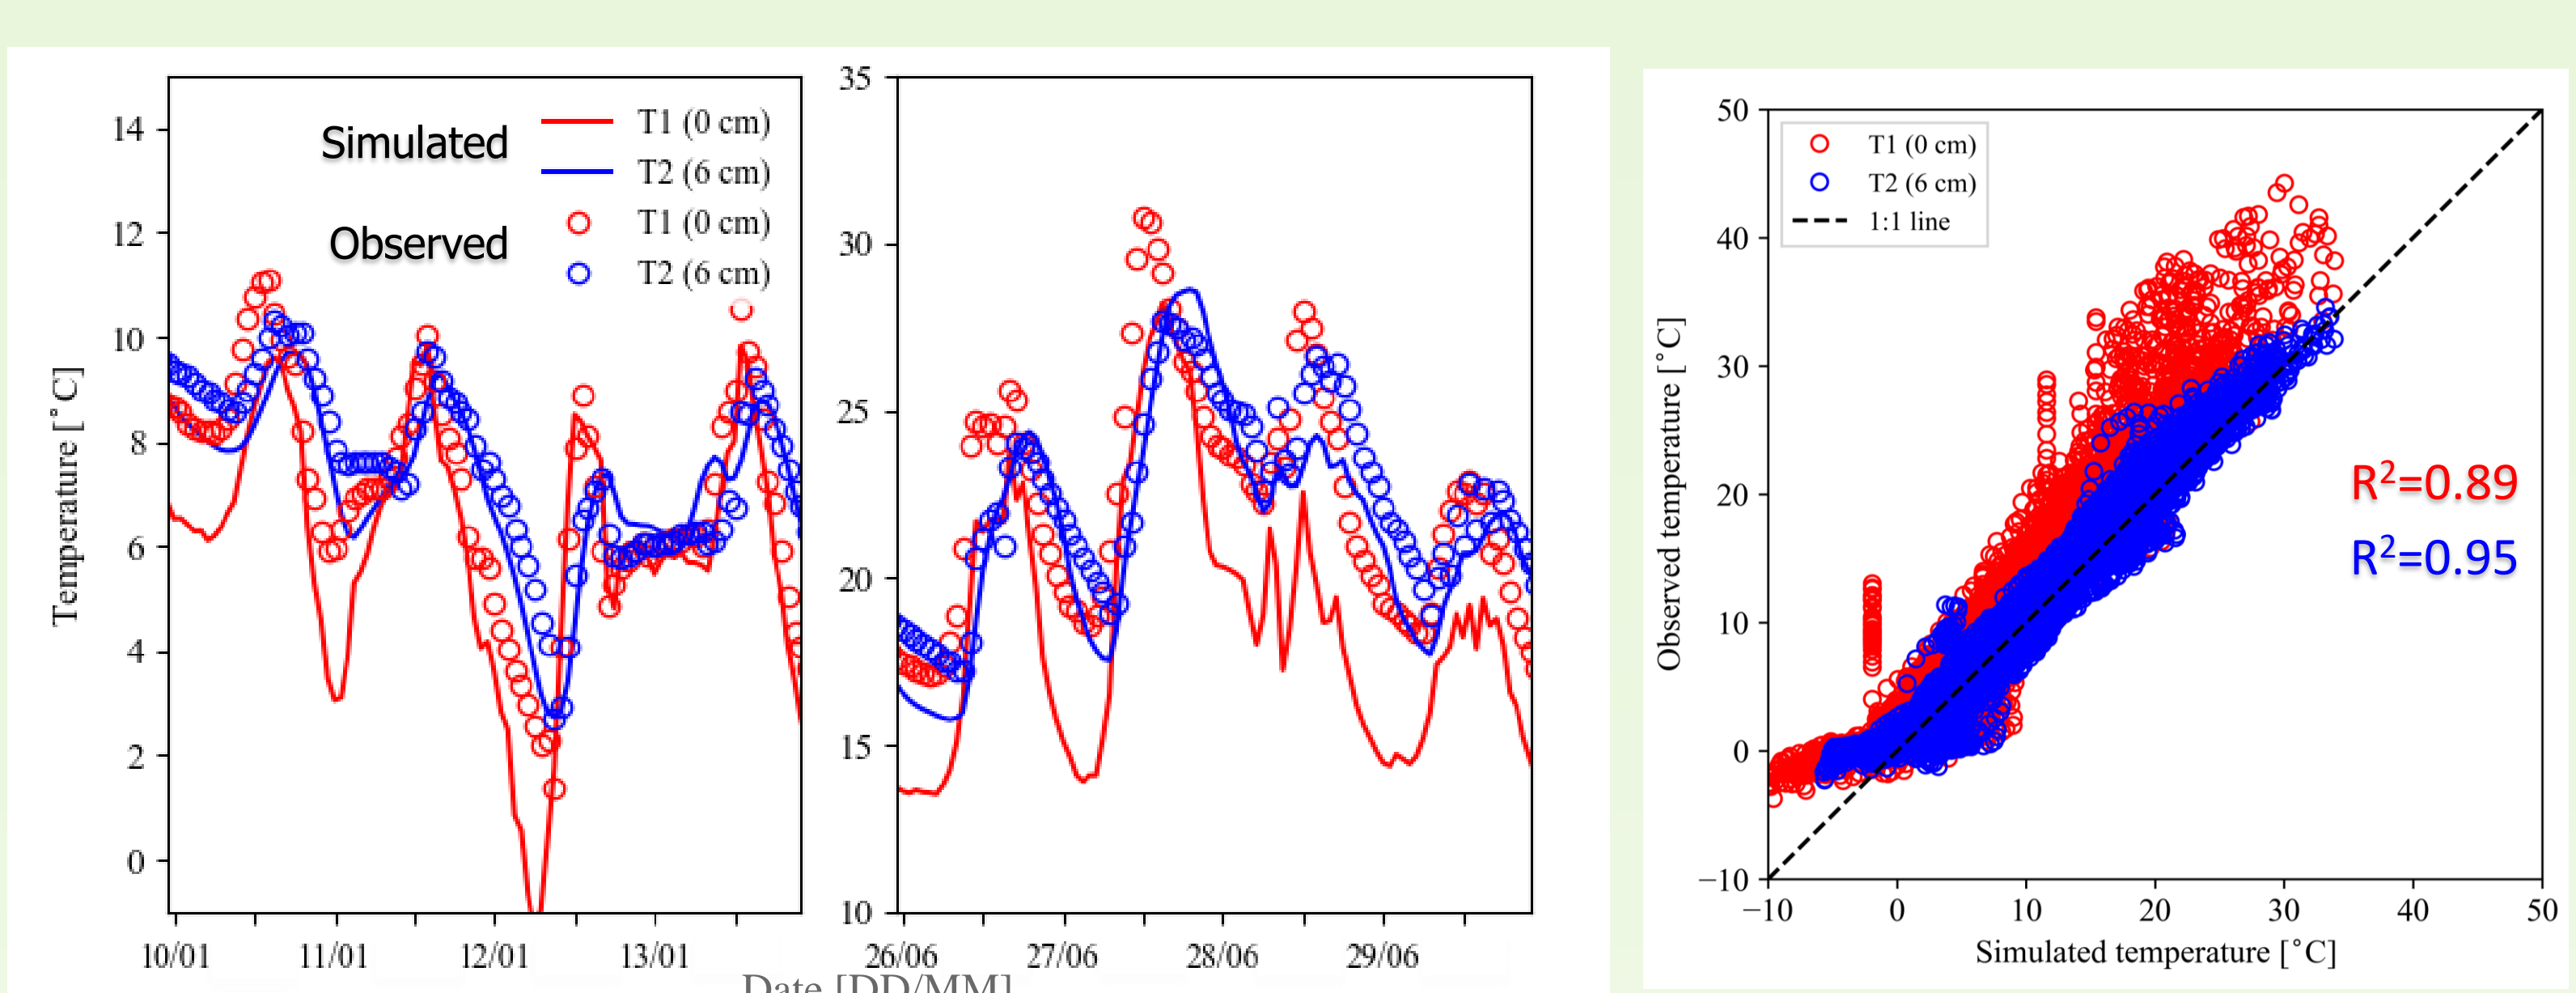 Temperature [°C]
14
12
10
8
6
4
2
0
Simulated
T1 (0 cm)
T2 (6 cm)
Observed
T1 (0 cm)
T2 (6 cm)
10/01 11/01 12/01 13/01
35
30
25
20
15
10
26/06 27/06 28/06 29/06
Date [DD/MM]
Observed temperature [°C]
50
40
30
20
10
0
−10
T1 (0 cm)
T2 (6 cm)
1:1 line
R²=0.89
R²=0.95
−10 0 10 20 30 40 50
Simulated temperature [°C]